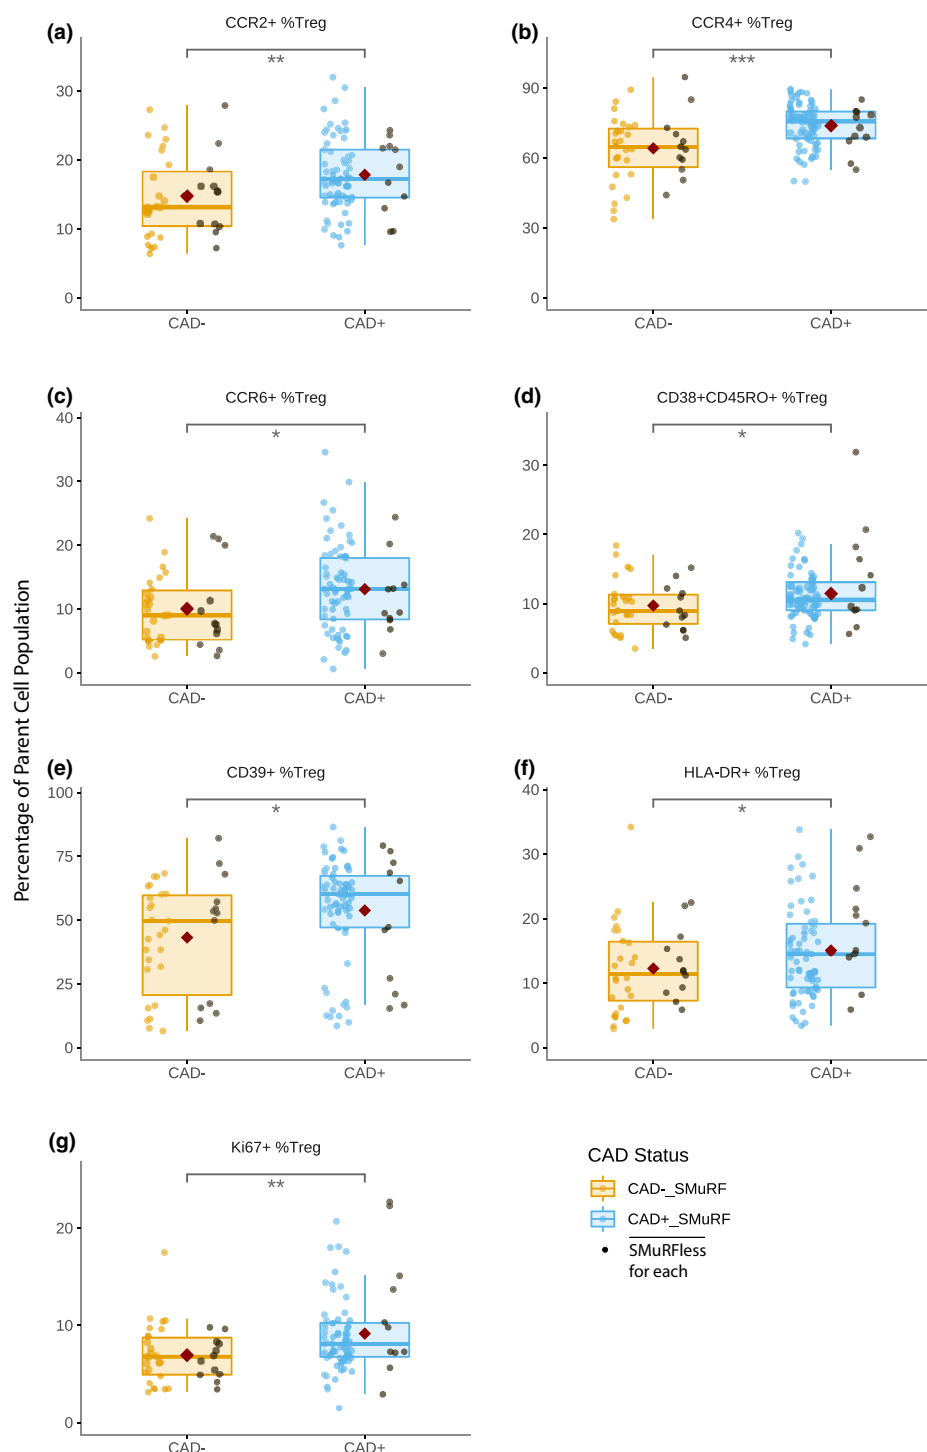 (a)
CCR2+ %Treg
**
30
20
10
0
CAD-
CAD+
(b)
CCR4+ %Treg
***
90
60
30
0
CAD-
CAD+
(c)
CCR6+ %Treg
*
40
30
20
10
0
CAD-
CAD+
(d)
CD38+CD45RO+ %Treg
*
30
20
10
0
CAD-
CAD+
Percentage of Parent Cell Population
(e)
CD39+ %Treg
*
100
75
50
25
0
CAD-
CAD+
(f)
HLA-DR+ %Treg
*
40
30
20
10
0
CAD-
CAD+
(g)
Ki67+ %Treg
**
20
10
0
CAD-
CAD+
CAD Status
CAD-_SMuRF
CAD+_SMuRF
SMuRFless
for each